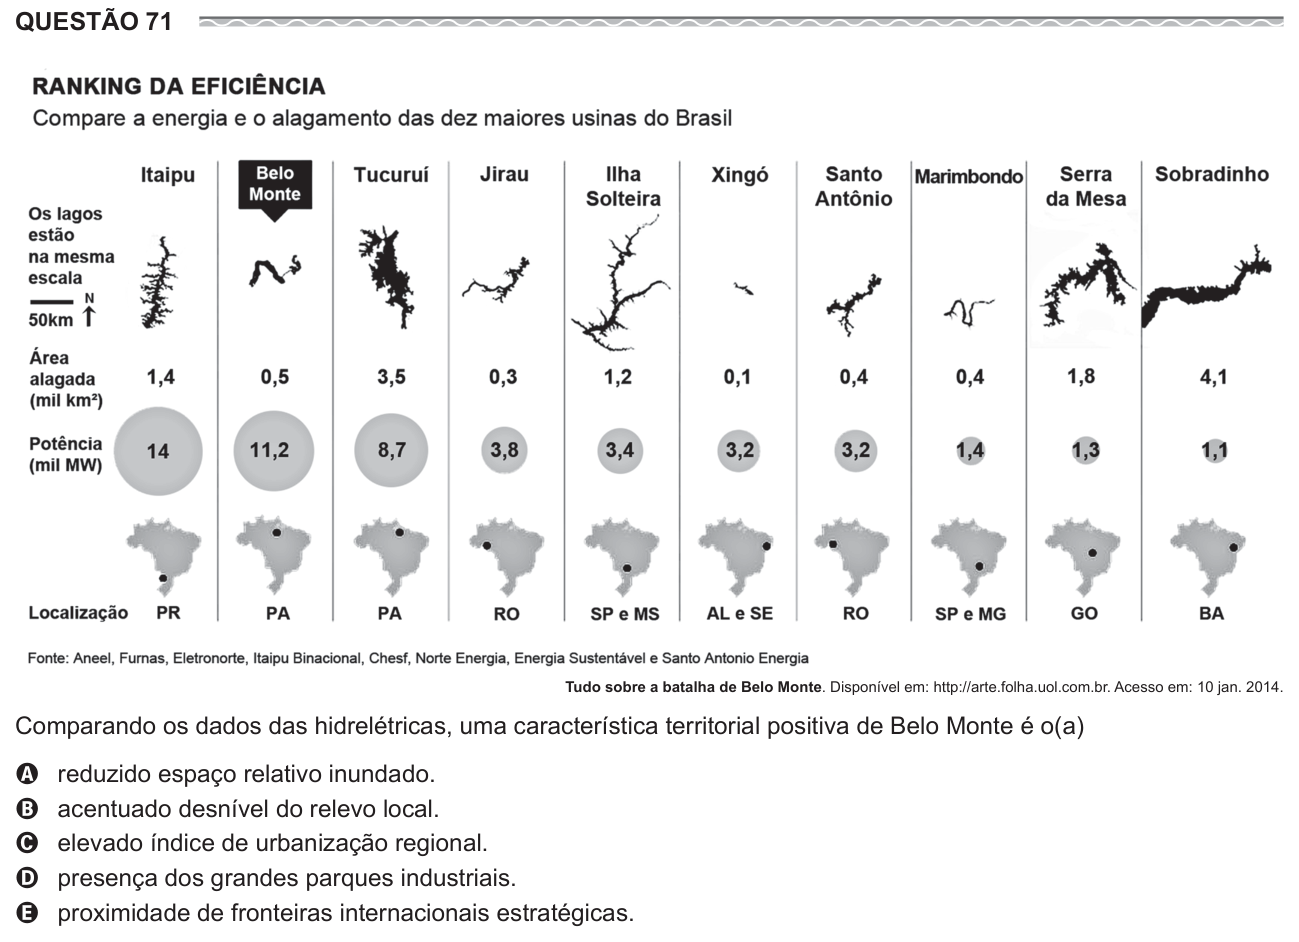 QUESTÃO 71
RANKING DA EFICIÊNCIA
Compare a energia e o alagamento das dez maiores usinas do Brasil
Itaipu Belo Monte Tucuruí Jirau Ilha Solteira Xingó Santo Antônio Marimbondo Serra da Mesa Sobradinho
Os lagos
estão
na mesma
escala
N
50km
Área
alagada
(mil km²)
1,4 0,5 3,5 0,3 1,2 0,1 0,4 0,4 1,8 4,1
Potência
(mil MW)
14 11,2 8,7 3,8 3,4 3,2 3,2 1,4 1,3 1,1
Localização PR PA PA RO SP e MS AL e SE RO SP e MG GO BA
Fonte: Aneel, Furnas, Eletronorte, Itaipu Binacional, Chesf, Norte Energia, Energia Sustentável e Santo Antonio Energia
Tudo sobre a batalha de Belo Monte. Disponível em: http://arte.folha.uol.com.br. Acesso em: 10 jan. 2014.
Comparando os dados das hidrelétricas, uma característica territorial positiva de Belo Monte é o(a)
A reduzido espaço relativo inundado.
B acentuado desnível do relevo local.
C elevado índice de urbanização regional.
D presença dos grandes parques industriais.
E proximidade de fronteiras internacionais estratégicas.